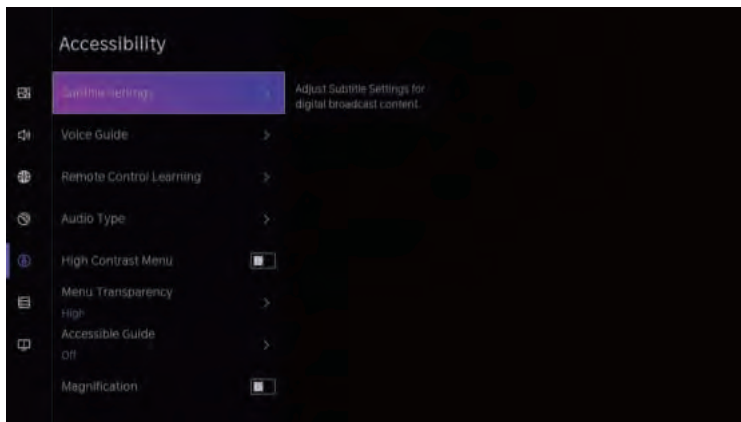 Accessibility
Subtitle Settings
Adjust Subtitle Settings for
digital broadcast content.
Voice Guide
Remote Control Learning
Audio Type
High Contrast Menu
Menu Transparency
High
Accessible Guide
Off
Magnification